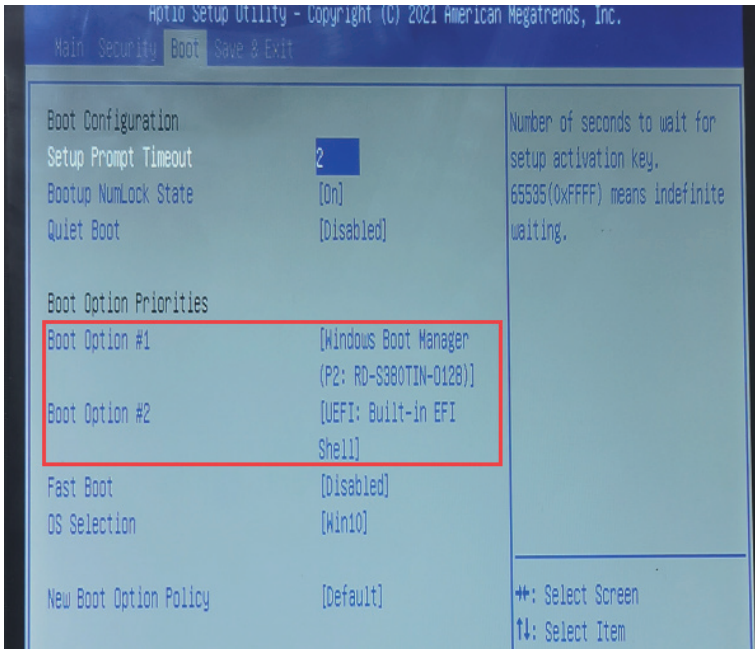 Aptio Setup Utility - Copyright (C) 2021 American Megatrends, Inc.
Main Security Boot Save & Exit
Boot Configuration
Setup Prompt Timeout 2
Bootup NumLock State [On]
Quiet Boot [Disabled]
Boot Option Priorities
Boot Option #1 [Windows Boot Manager
(P2: RD-S380TIN-0128)]
Boot Option #2 [UEFI: Built-in EFI
Shell]
Fast Boot [Disabled]
OS Selection [Win10]
New Boot Option Policy [Default]
Number of seconds to wait for
setup activation key.
65535(0xFFFF) means indefinite
waiting.
→←: Select Screen
↑↓: Select Item